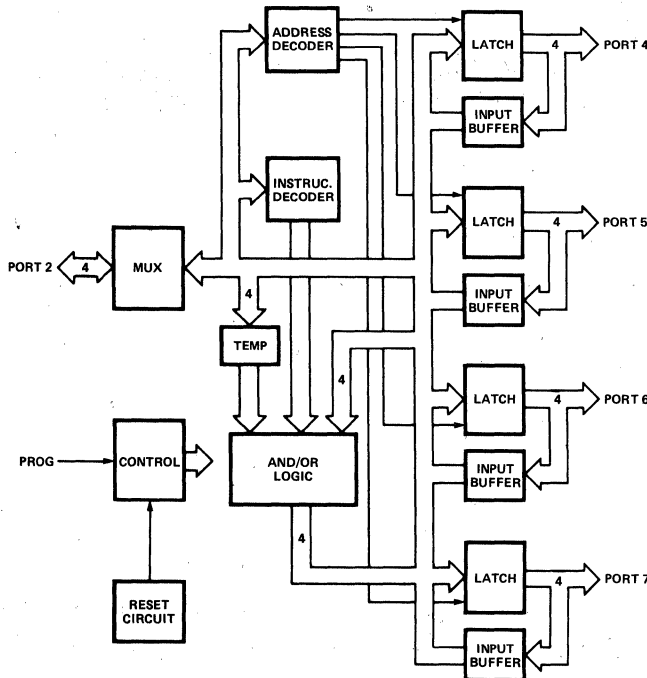 ADDRESS
DECODER
LATCH
4
PORT 4
INPUT
BUFFER
INSTRUC.
DECODER
LATCH
4
PORT 5
PORT 2
4
MUX
INPUT
BUFFER
4
TEMP
4
LATCH
4
PORT 6
PROG
CONTROL
AND/OR
LOGIC
INPUT
BUFFER
4
LATCH
4
PORT 7
RESET
CIRCUIT
INPUT
BUFFER